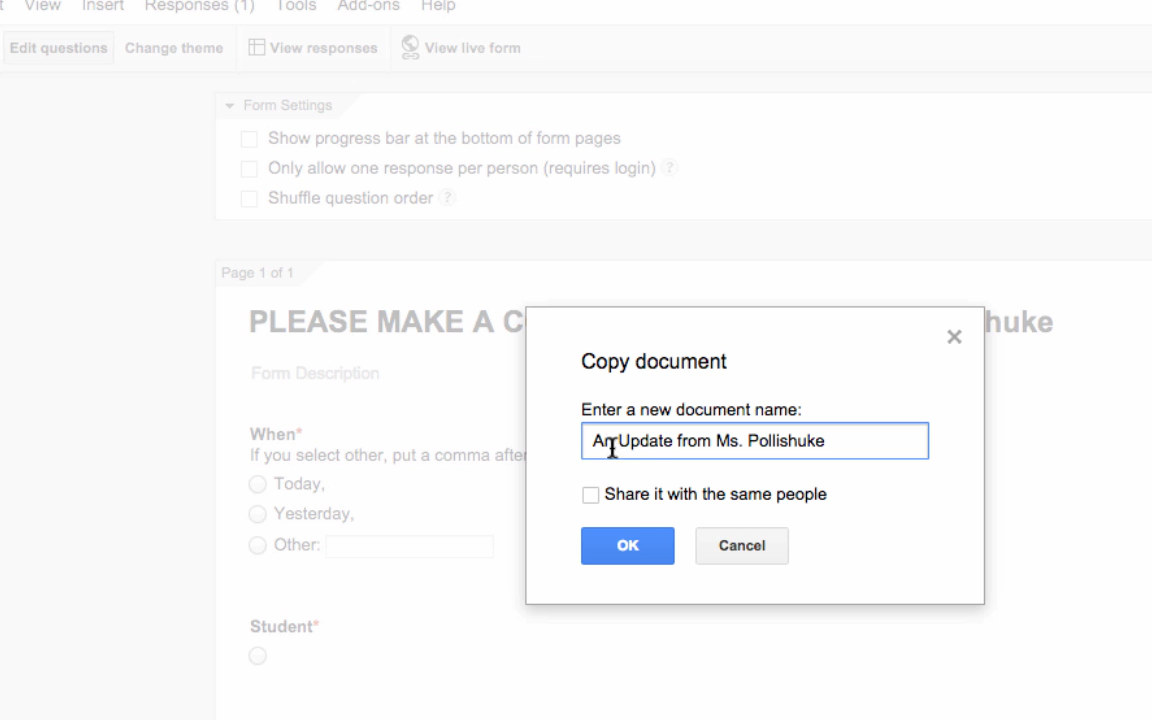 View Insert Responses (1) Tools Add-ons Help
Edit questions Change theme View responses View live form
Form Settings
Show progress bar at the bottom of form pages
Only allow one response per person (requires login) ?
Shuffle question order ?
Page 1 of 1
PLEASE MAKE A C huke
Form Description
When*
If you select other, put a comma after
Today,
Yesterday,
Other:
Student*
Copy document
Enter a new document name:
An Update from Ms. Pollishuke
Share it with the same people
OK Cancel